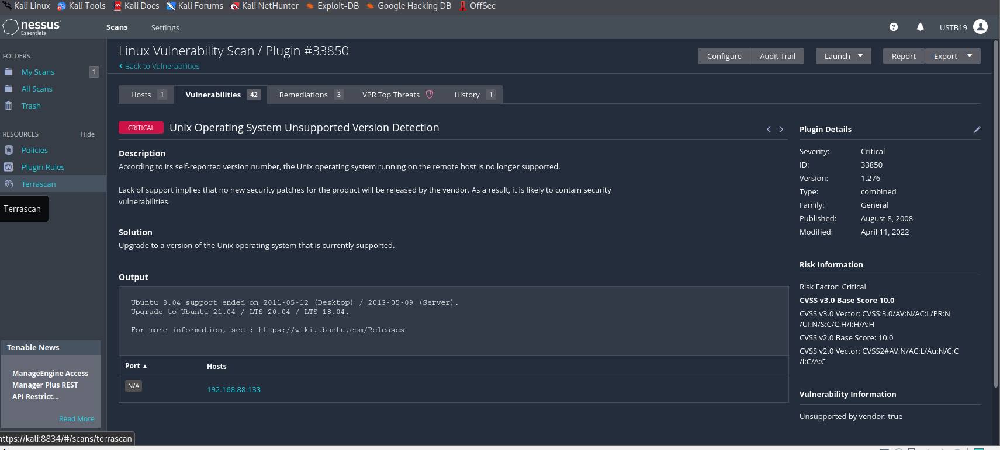 Kali Linux Kali Tools Kali Docs Kali Forums Kali NetHunter Exploit-DB Google Hacking DB OffSec
nessus Essentials Scans Settings USTB19
FOLDERS
My Scans 1
All Scans
Trash
RESOURCES Hide
Policies
Plugin Rules
Terrascan
Terrascan
Tenable News
ManageEngine Access
Manager Plus REST
API Restrict...
Read More
https://kali:8834/#/scans/terrascan
Linux Vulnerability Scan / Plugin #33850
Back to Vulnerabilities
Configure Audit Trail Launch Report Export
Hosts 1 Vulnerabilities 42 Remediations 3 VPR Top Threats History 1
CRITICAL Unix Operating System Unsupported Version Detection
Description
According to its self-reported version number, the Unix operating system running on the remote host is no longer supported.
Lack of support implies that no new security patches for the product will be released by the vendor. As a result, it is likely to contain security
vulnerabilities.
Solution
Upgrade to a version of the Unix operating system that is currently supported.
Output
Ubuntu 8.04 support ended on 2011-05-12 (Desktop) / 2013-05-09 (Server).
Upgrade to Ubuntu 21.04 / LTS 20.04 / LTS 18.04.
For more information, see : https://wiki.ubuntu.com/Releases
Port Hosts
N/A 192.168.88.133
Plugin Details
Severity: Critical
ID: 33850
Version: 1.276
Type: combined
Family: General
Published: August 8, 2008
Modified: April 11, 2022
Risk Information
Risk Factor: Critical
CVSS v3.0 Base Score 10.0
CVSS v3.0 Vector: CVSS:3.0/AV:N/AC:L/PR:N
/UI:N/S:C/C:H/I:H/A:H
CVSS v2.0 Base Score: 10.0
CVSS v2.0 Vector: CVSS2#AV:N/AC:L/Au:N/C:C
/I:C/A:C
Vulnerability Information
Unsupported by vendor: true